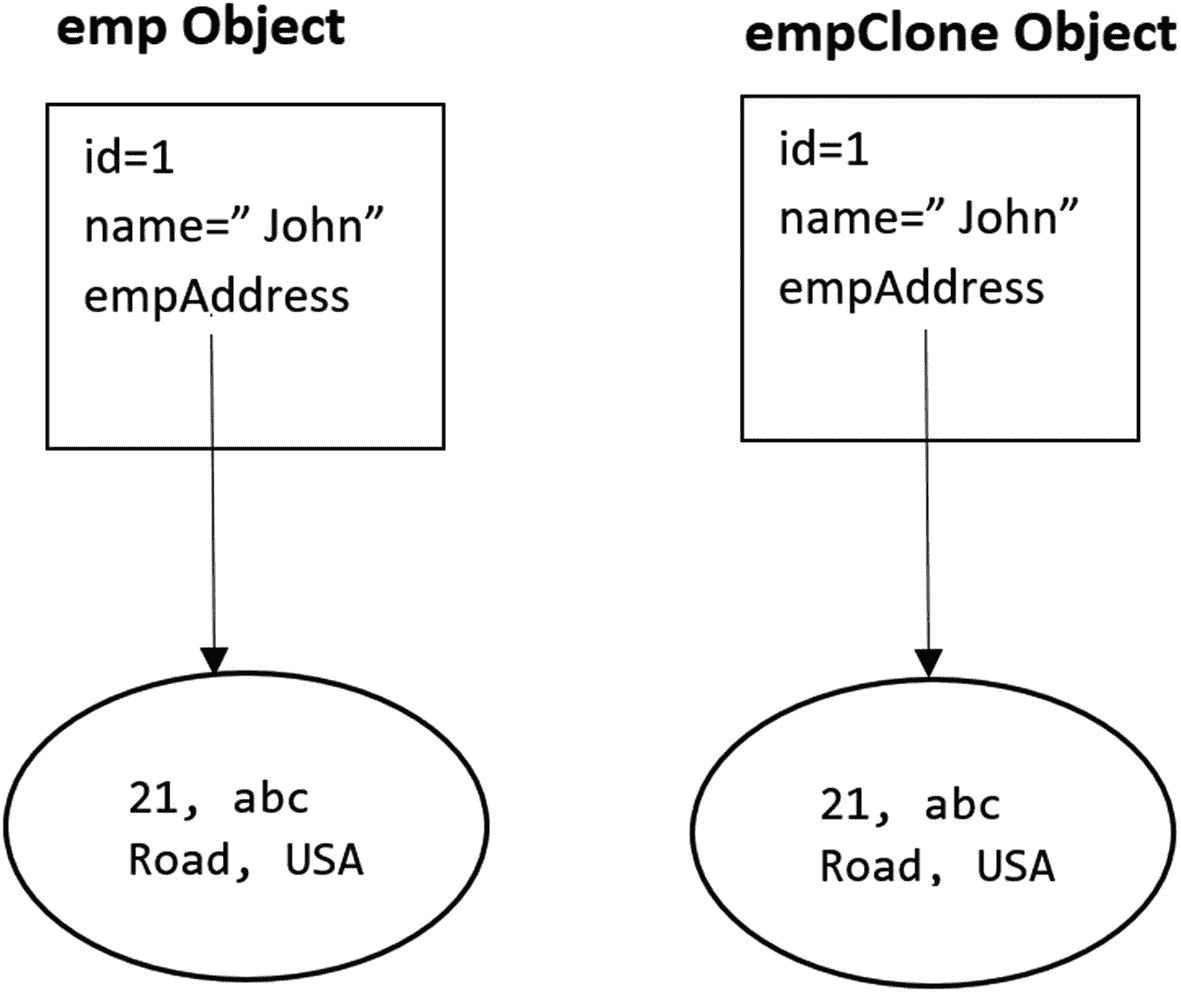 emp Object
id=1
name=” John”
empAddress
21, abc
Road, USA
empClone Object
id=1
name=” John”
empAddress
21, abc
Road, USA